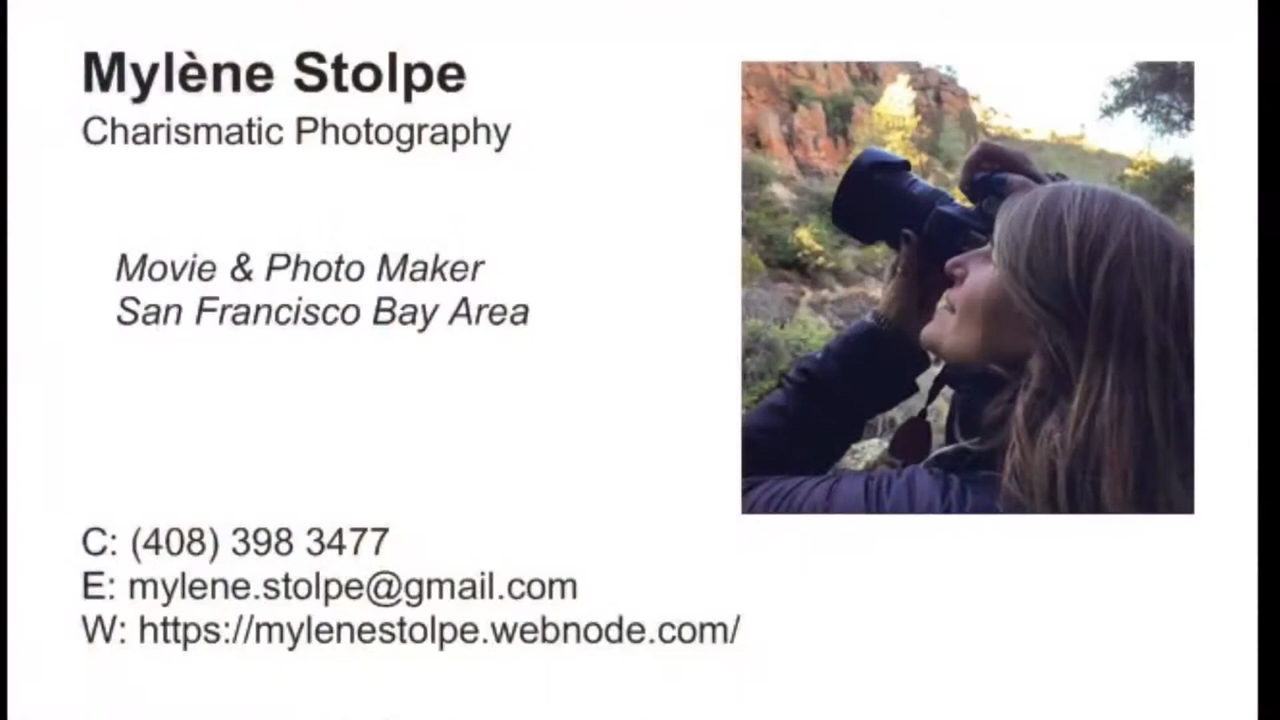 Mylène Stolpe
Charismatic Photography
Movie & Photo Maker
San Francisco Bay Area
C: (408) 398 3477
E: mylene.stolpe@gmail.com
W: https://mylenestolpe.webnode.com/